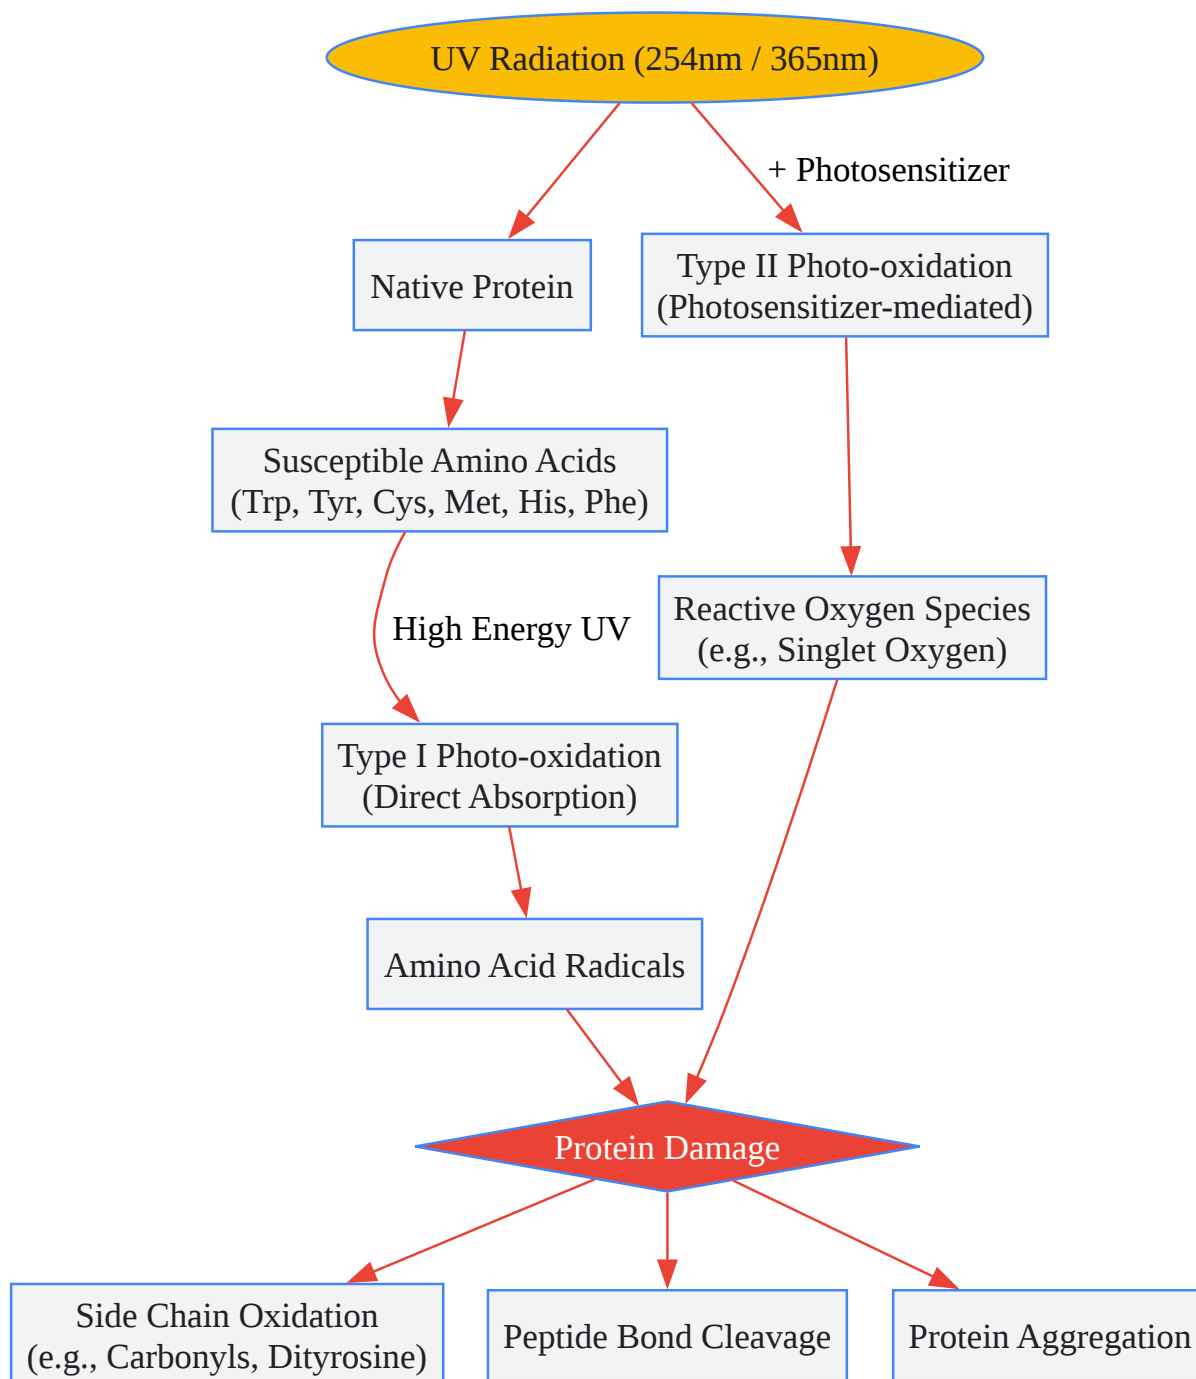 UV Radiation (254nm / 365nm)
+ Photosensitizer
Native Protein
Type II Photo-oxidation
(Photosensitizer-mediated)
Susceptible Amino Acids
(Trp, Tyr, Cys, Met, His, Phe)
High Energy UV
Reactive Oxygen Species
(e.g., Singlet Oxygen)
Type I Photo-oxidation
(Direct Absorption)
Amino Acid Radicals
Protein Damage
Side Chain Oxidation
(e.g., Carbonyls, Dityrosine)
Peptide Bond Cleavage
Protein Aggregation